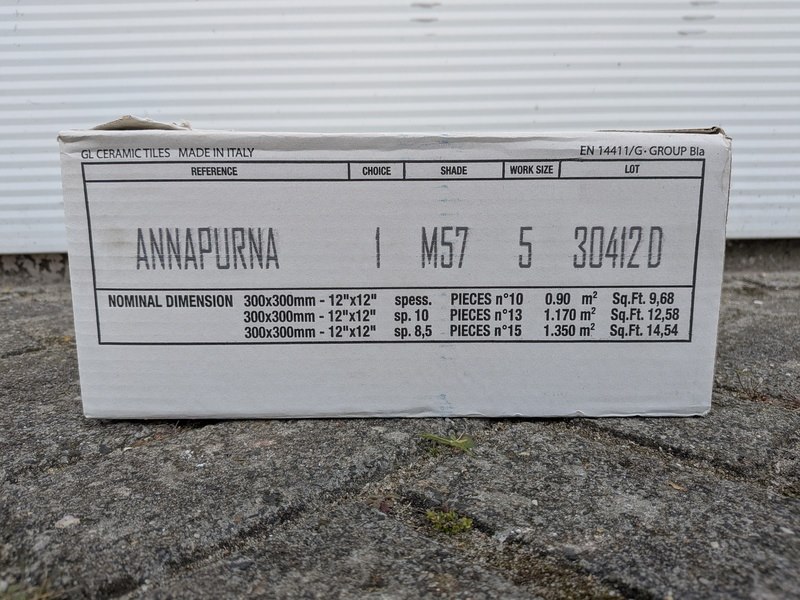 GL CERAMIC TILES MADE IN ITALY EN 14411/G· GROUP BIa
REFERENCE CHOICE SHADE WORK SIZE LOT
ANNAPURNA 1 M57 5 30412D
NOMINAL DIMENSION 300x300mm - 12"x12" spess. PIECES n°10 0.90 m² Sq.Ft. 9,68
300x300mm - 12"x12" sp. 10 PIECES n°13 1.170 m² Sq.Ft. 12,58
300x300mm - 12"x12" sp. 8,5 PIECES n°15 1.350 m² Sq.Ft. 14,54